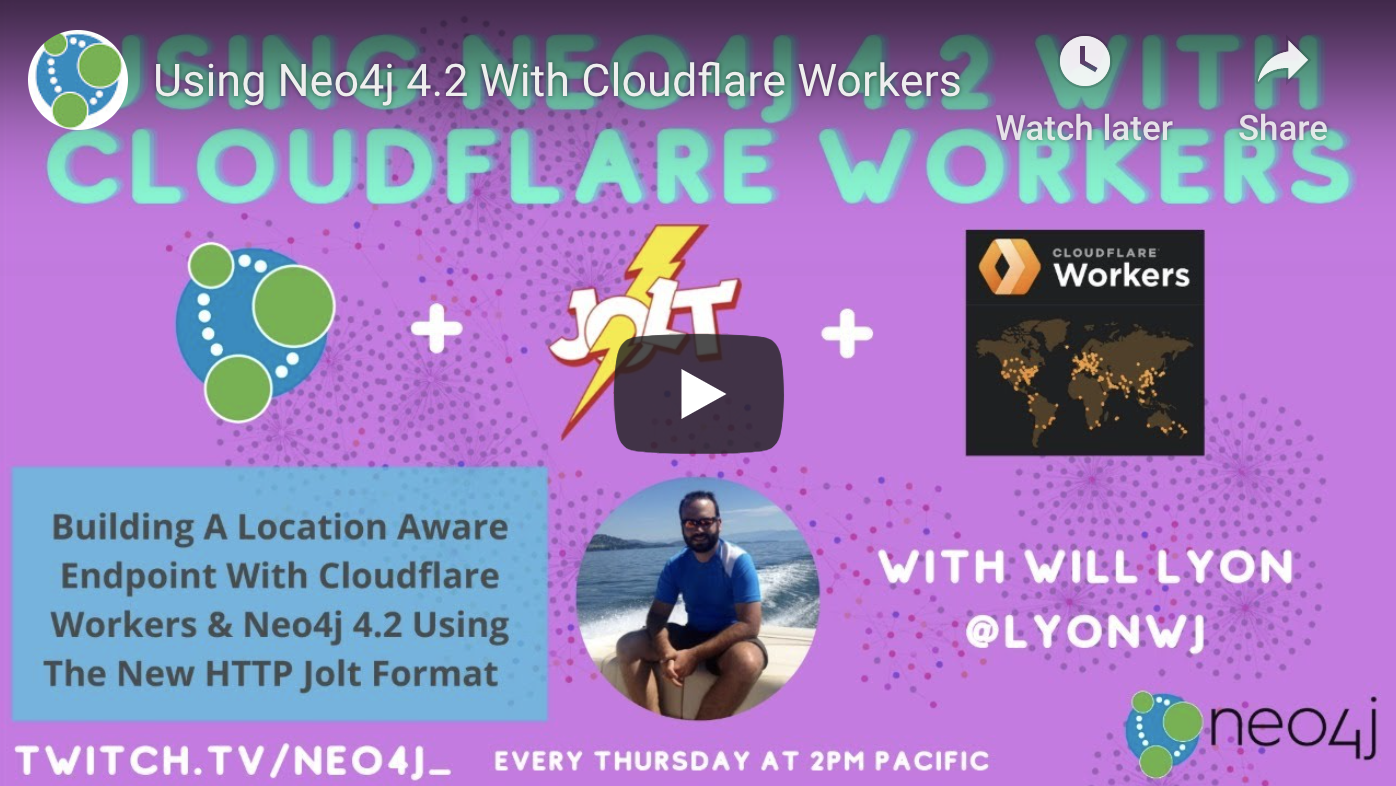 Using Neo4j 4.2 With Cloudflare Workers
Watch later
Share
USING NEO4J 4.2 WITH
CLOUDFLARE WORKERS
JOLT
CLOUDFLARE
Workers
Building A Location Aware
Endpoint With Cloudflare
Workers & Neo4j 4.2 Using
The New HTTP Jolt Format
WITH WILL LYON
@LYONWJ
neo4j
TWITCH.TV/NEO4J_
EVERY THURSDAY AT 2PM PACIFIC